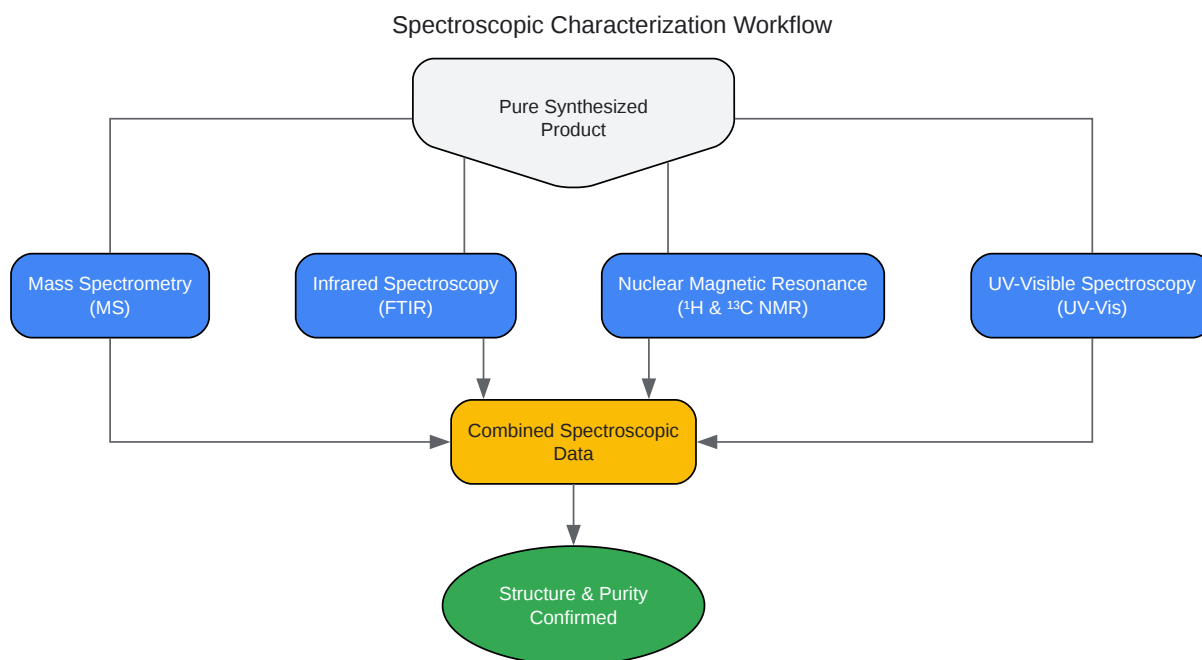 Spectroscopic Characterization Workflow
Pure Synthesized
Product
Mass Spectrometry
(MS)
Infrared Spectroscopy
(FTIR)
Nuclear Magnetic Resonance
(¹H & ¹³C NMR)
UV-Visible Spectroscopy
(UV-Vis)
Combined Spectroscopic
Data
Structure & Purity
Confirmed